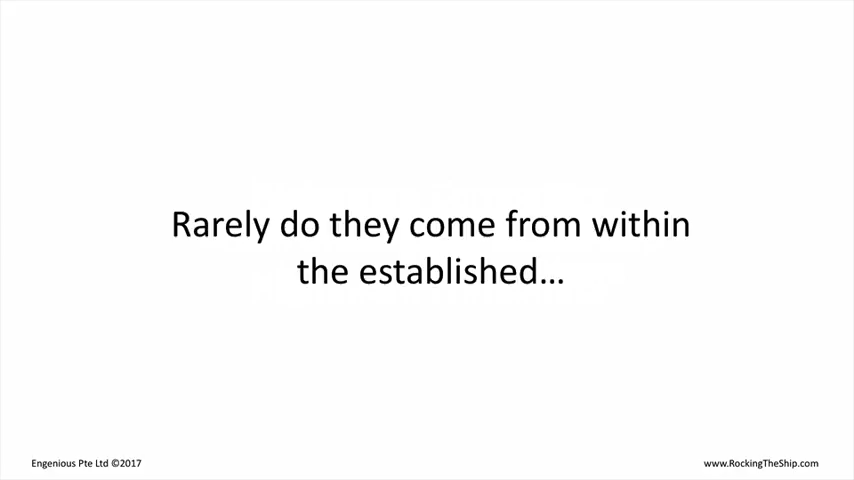 Rarely do they come from within
the established…
Engenious Pte Ltd ©2017
www.RockingTheShip.com